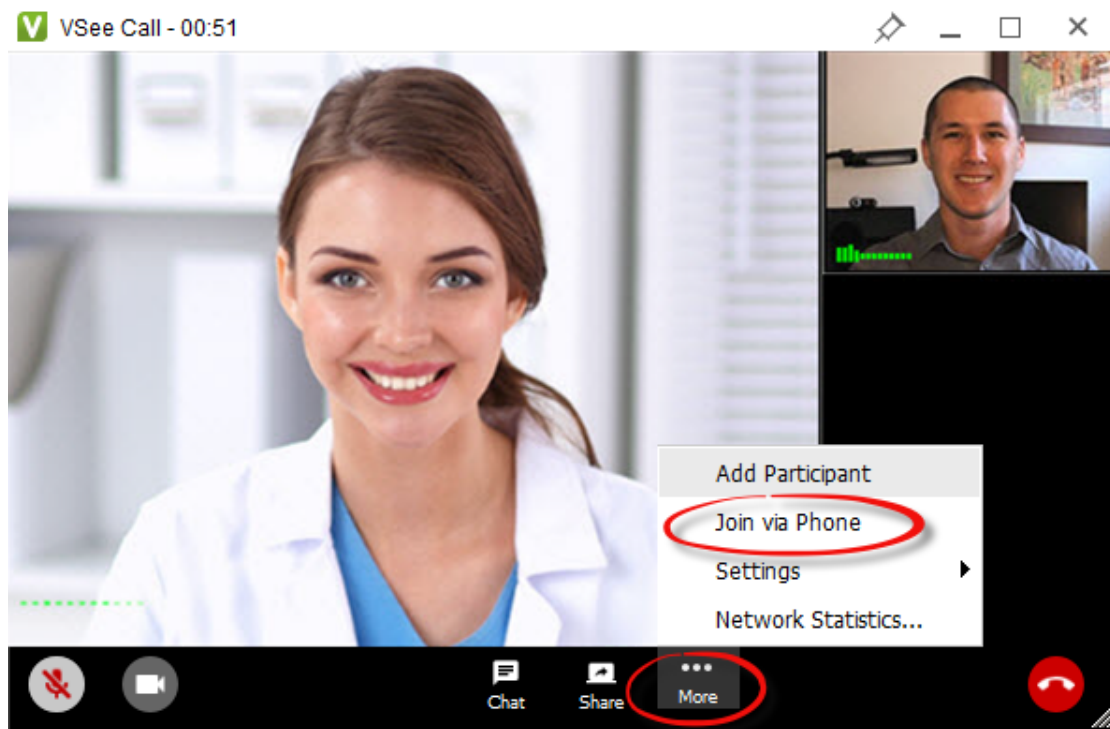 V VSee Call - 00:51
Add Participant
Join via Phone
Settings
Network Statistics...
Chat
Share
More